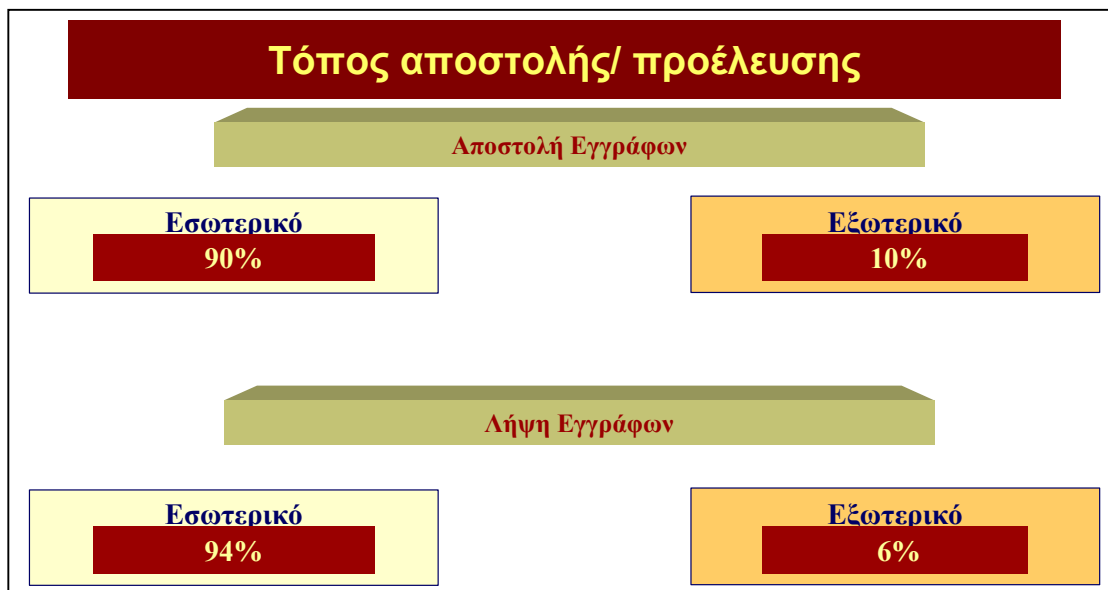 Τόπος αποστολής/ προέλευσης
Αποστολή Εγγράφων
Εσωτερικό
90%
Εξωτερικό
10%
Λήψη Εγγράφων
Εσωτερικό
94%
Εξωτερικό
6%